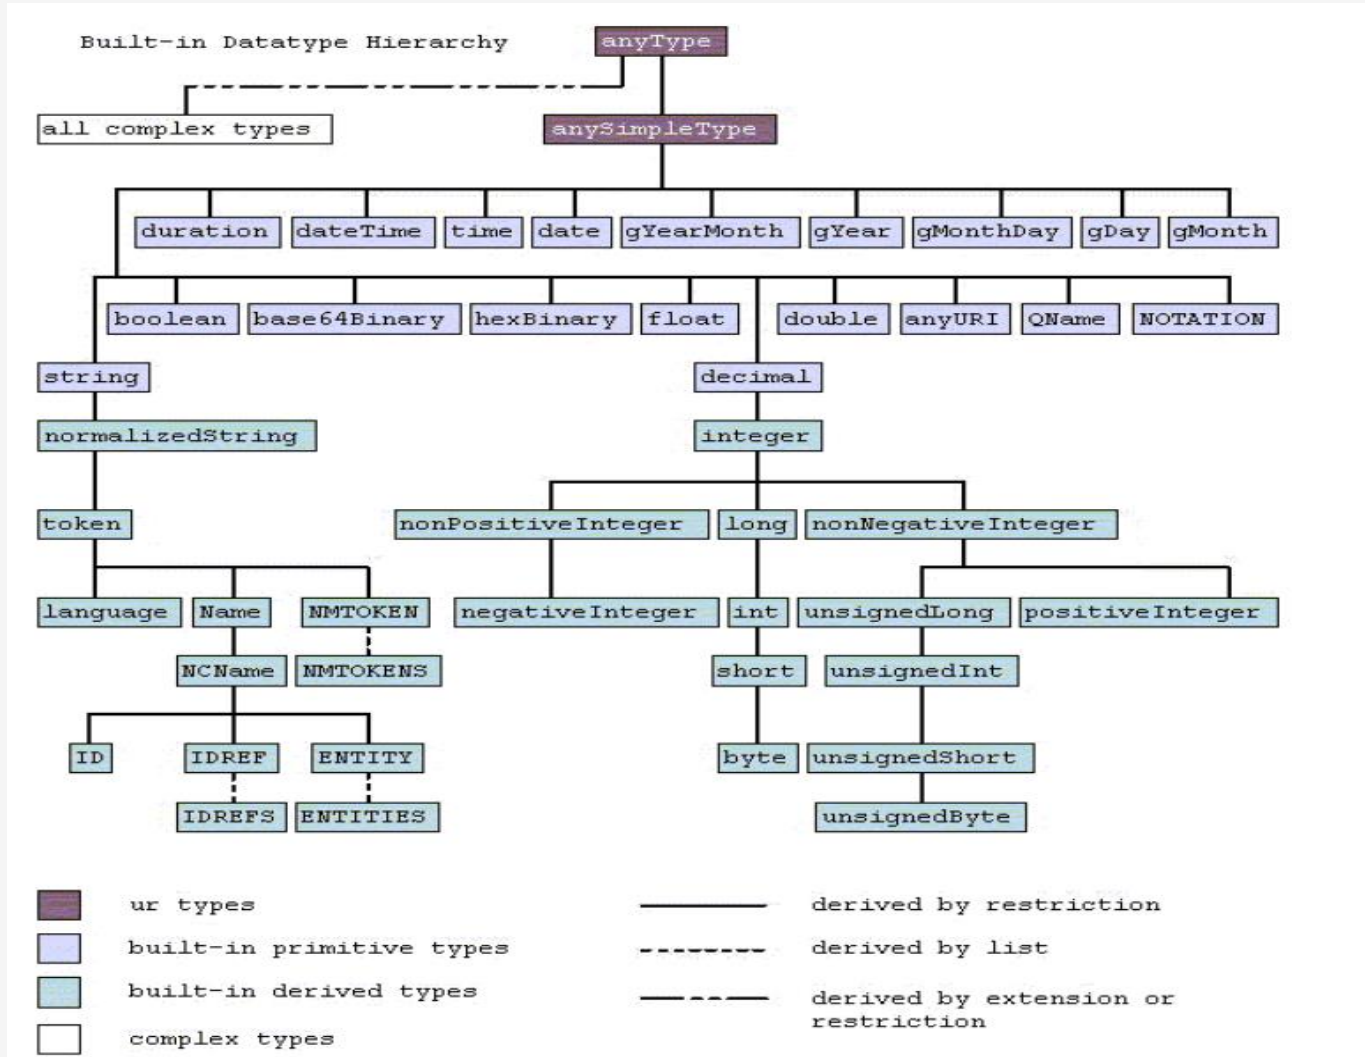 Built-in Datatype Hierarchy
anyType
all complex types
anySimpleType
duration
dateTime
time
date
gYearMonth
gYear
gMonthDay
gDay
gMonth
boolean
base64Binary
hexBinary
float
double
anyURI
QName
NOTATION
string
decimal
normalizedString
integer
token
nonPositiveInteger
long
nonNegativeInteger
language
Name
NMTOKEN
negativeInteger
int
unsignedLong
positiveInteger
NCName
NMTOKENS
short
unsignedInt
ID
IDREF
ENTITY
byte
unsignedShort
IDREFS
ENTITIES
unsignedByte
ur types
derived by restriction
built-in primitive types
derived by list
built-in derived types
derived by extension or
restriction
complex types